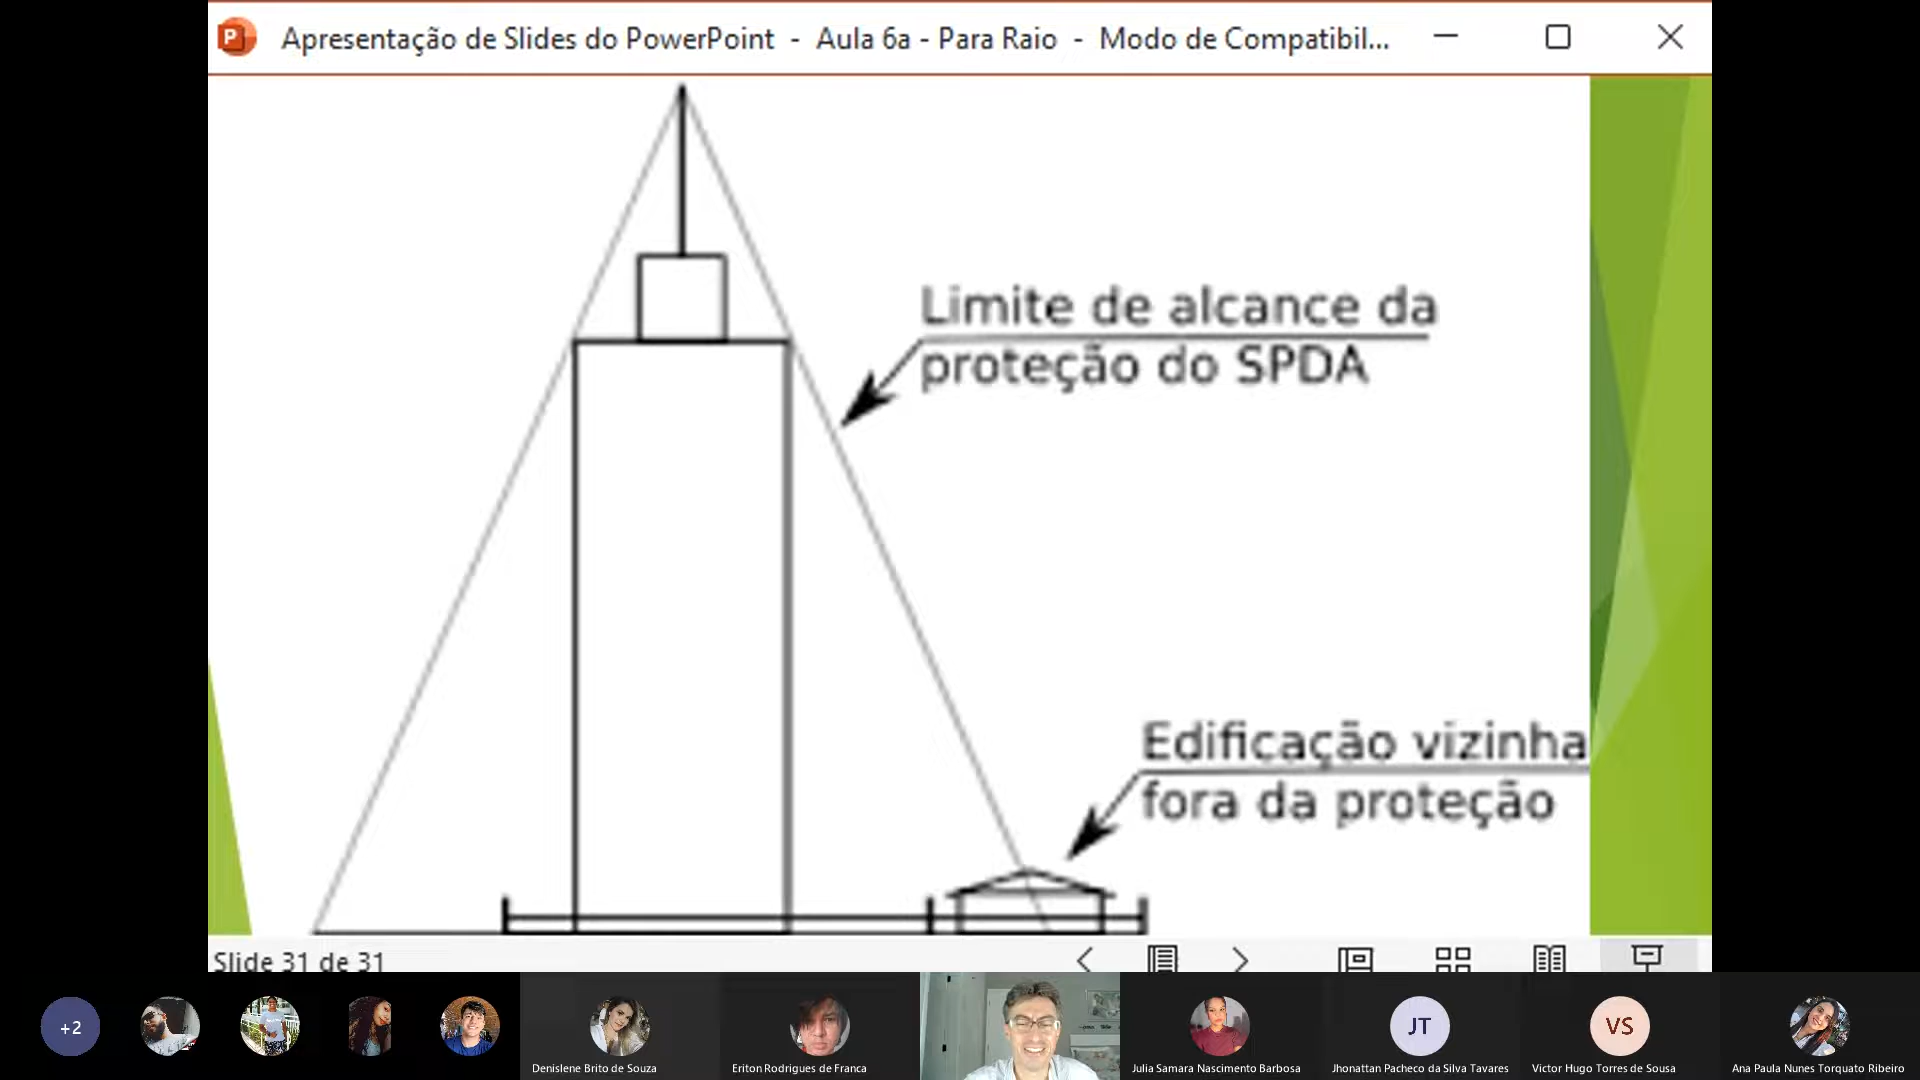 P
Apresentação de Slides do PowerPoint - Aula 6a - Para Raio - Modo de Compatibil...
Limite de alcance da
proteção do SPDA
Edificação vizinha
fora da proteção
Slide 31 de 31
+2
JT
VS
Denislene Brito de Souza
Eriton Rodrigues de Franca
Julia Samara Nascimento Barbosa
Jhonattan Pacheco da Silva Tavares
Victor Hugo Torres de Sousa
Ana Paula Nunes Torquato Ribeiro